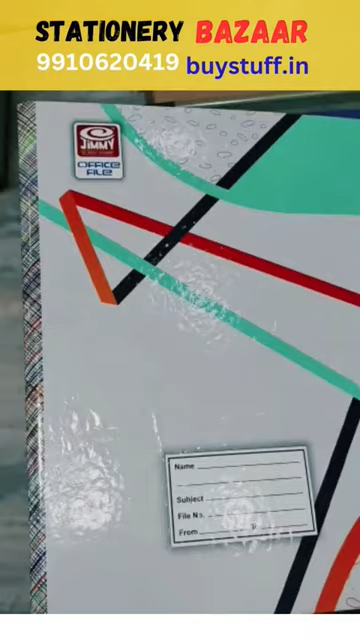 STATIONERY BAZAAR
9910620419 buystuff.in
JIMMY
OFFICE
FILE
Name
Subject
File No.
From